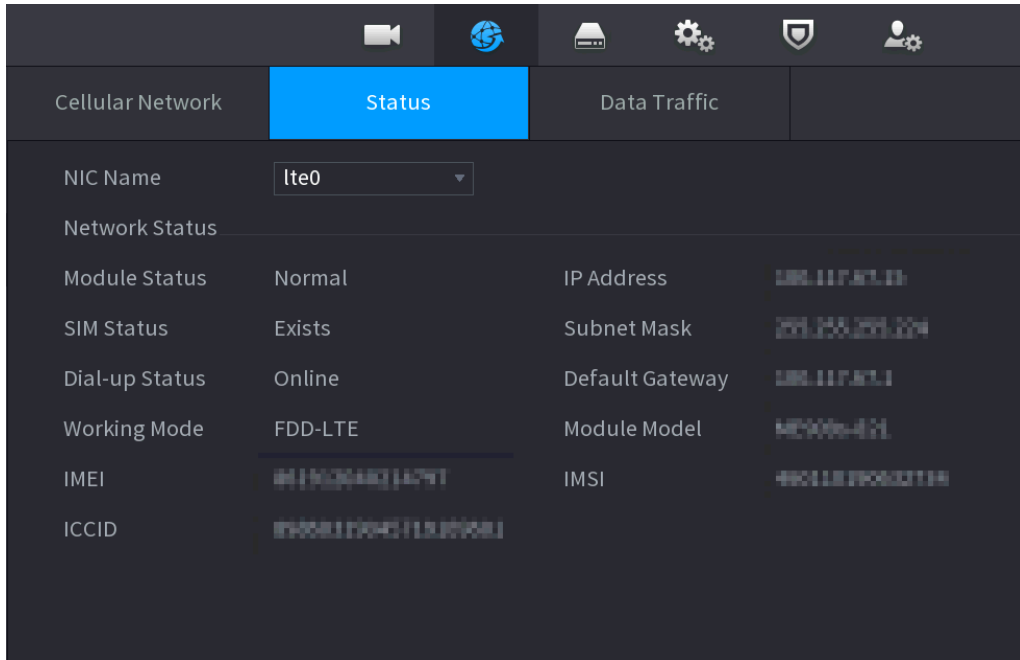 Cellular Network Status Data Traffic
NIC Name lte0
Network Status
Module Status Normal IP Address
SIM Status Exists Subnet Mask
Dial-up Status Online Default Gateway
Working Mode FDD-LTE Module Model
IMEI IMSI
ICCID